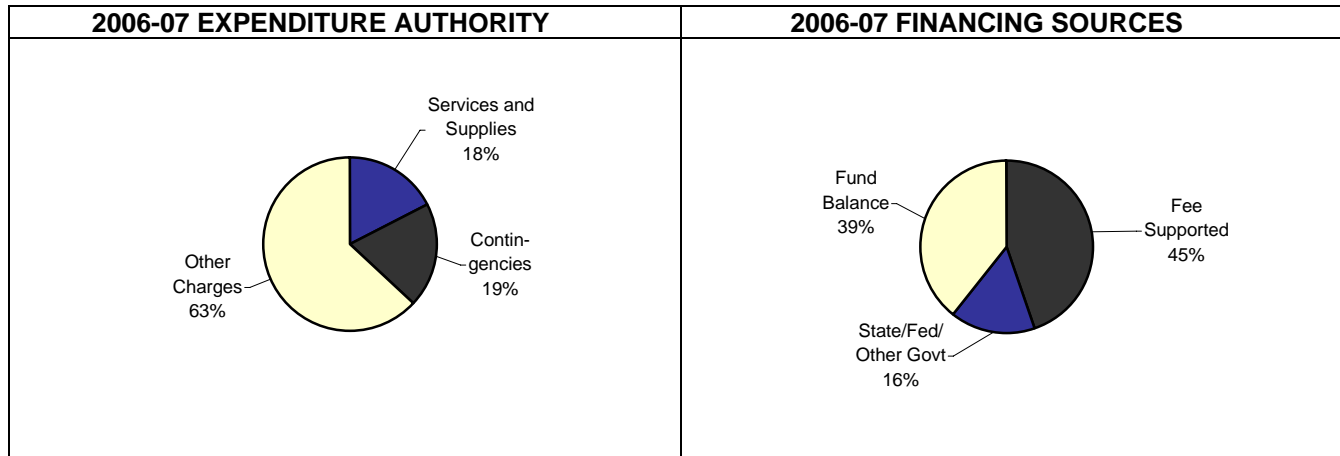 2006-07 EXPENDITURE AUTHORITY
Services and
Supplies
18%
Contin-
gencies
19%
Other
Charges
63%
2006-07 FINANCING SOURCES
Fund
Balance
39%
Fee
Supported
45%
State/Fed/
Other Govt
16%